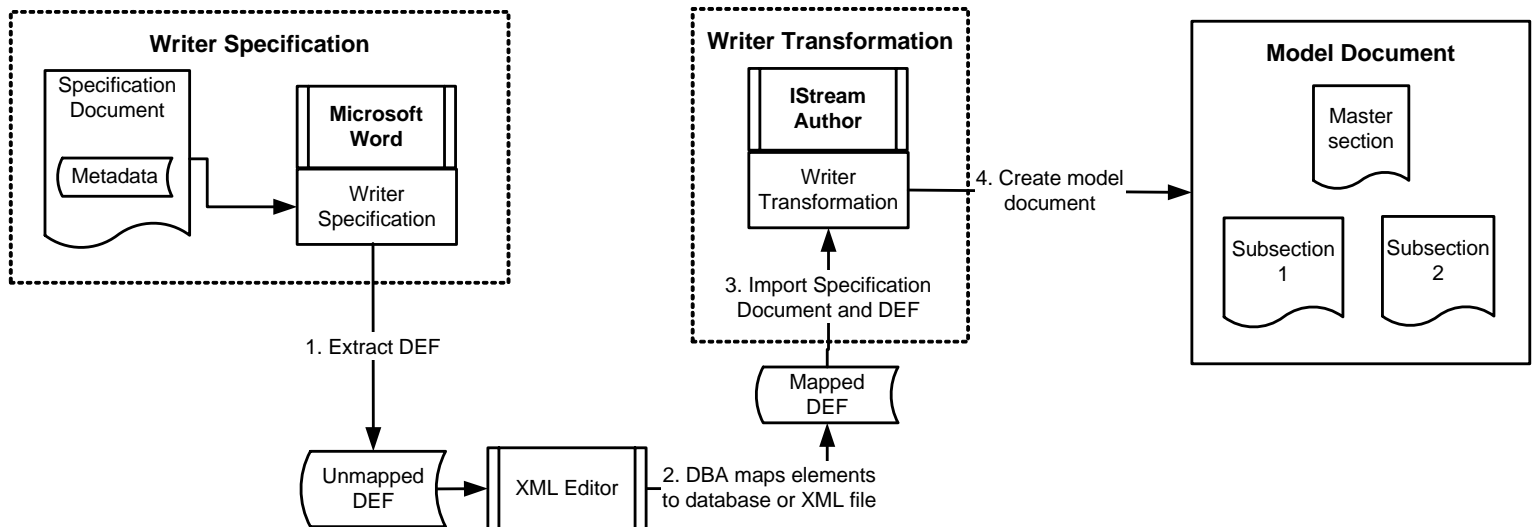 Writer Specification
Specification
Document
Metadata
Microsoft
Word
Writer
Specification
1. Extract DEF
Unmapped
DEF
XML Editor
2. DBA maps elements
to database or XML file
Mapped
DEF
3. Import Specification
Document and DEF
Writer Transformation
IStream
Author
Writer
Transformation
4. Create model
document
Model Document
Master
section
Subsection
1
Subsection
2